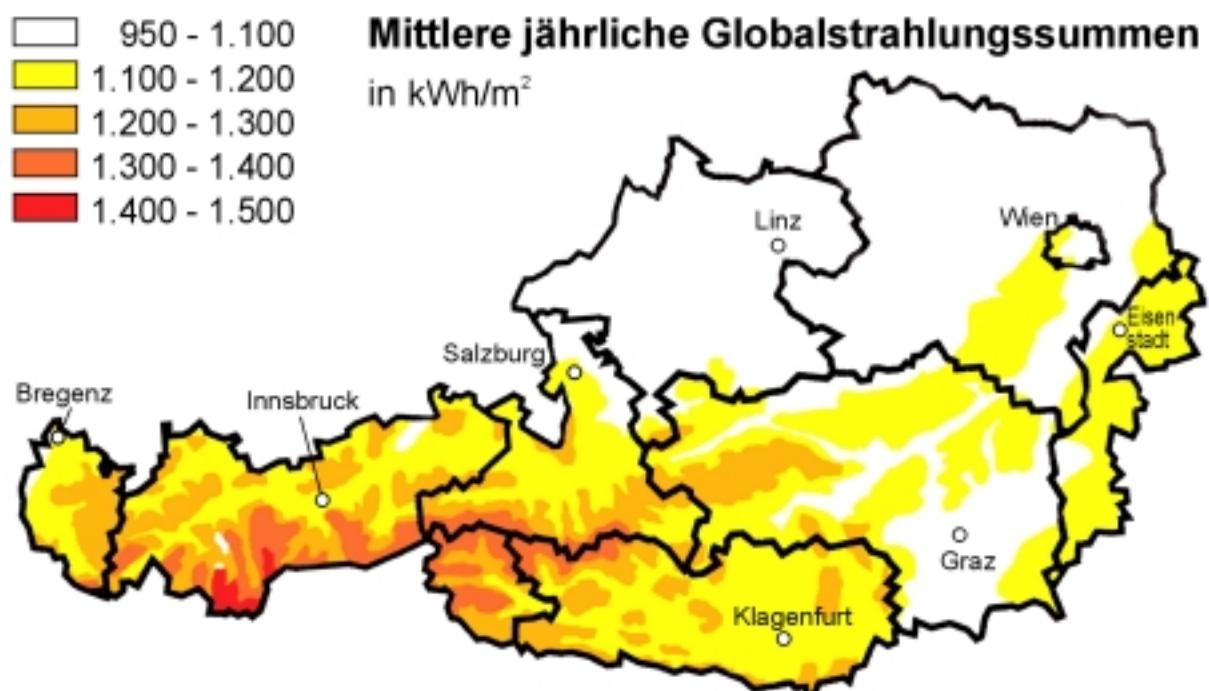 Mittlere jährliche Globalstrahlungssummen
in kWh/m²
950 - 1.100
1.100 - 1.200
1.200 - 1.300
1.300 - 1.400
1.400 - 1.500
Linz
Wien
Eisen-
stadt
Salzburg
Bregenz
Innsbruck
Graz
Klagenfurt